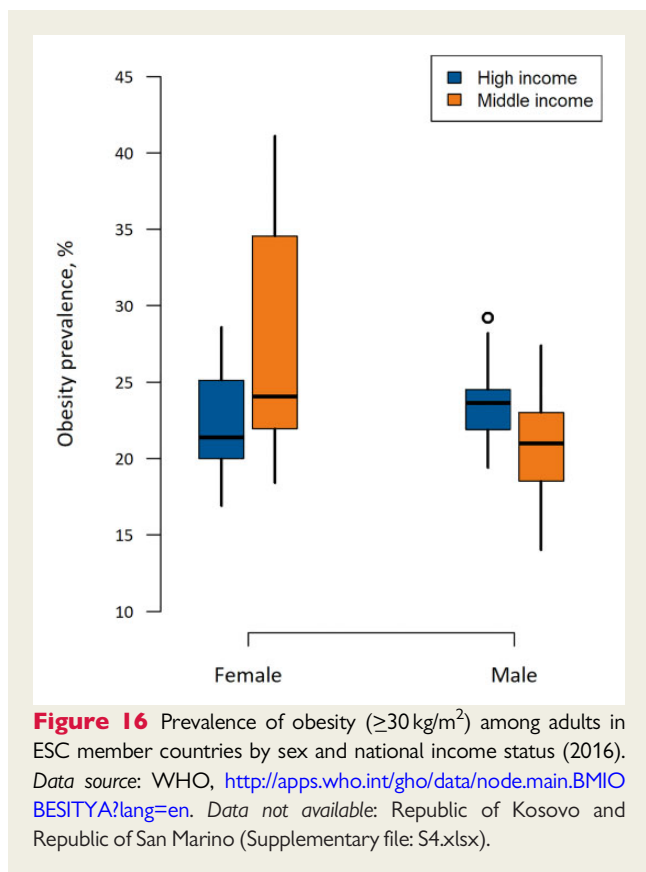 High income
Middle income
45
40
35
30
25
20
15
10
Obesity prevalence, %
Female
Male
Figure 16 Prevalence of obesity (≥30 kg/m²) among adults in
ESC member countries by sex and national income status (2016).
Data source: WHO, http://apps.who.int/gho/data/node.main.BMIO
BESITYA?lang=en. Data not available: Republic of Kosovo and
Republic of San Marino (Supplementary file: S4.xlsx).